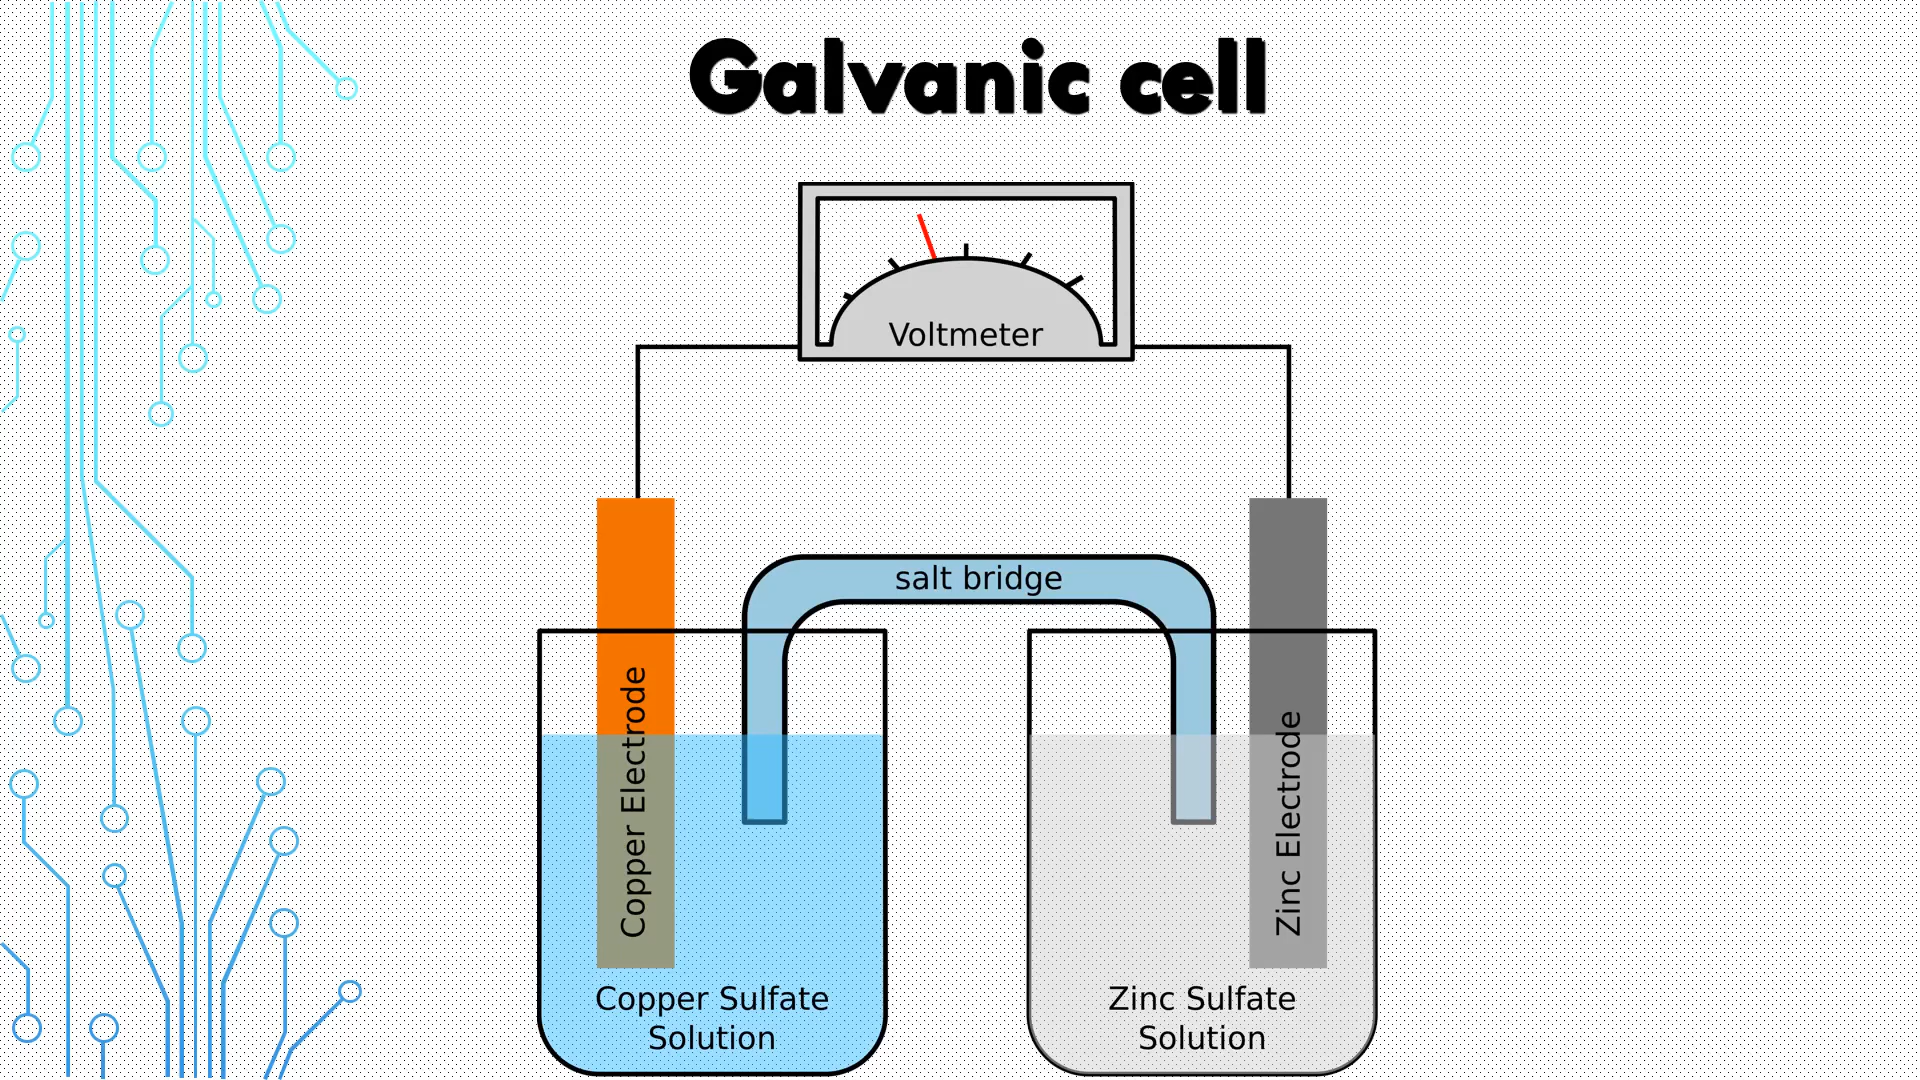 Galvanic cell
Voltmeter
salt bridge
Copper Electrode
Zinc Electrode
Copper Sulfate
Solution
Zinc Sulfate
Solution